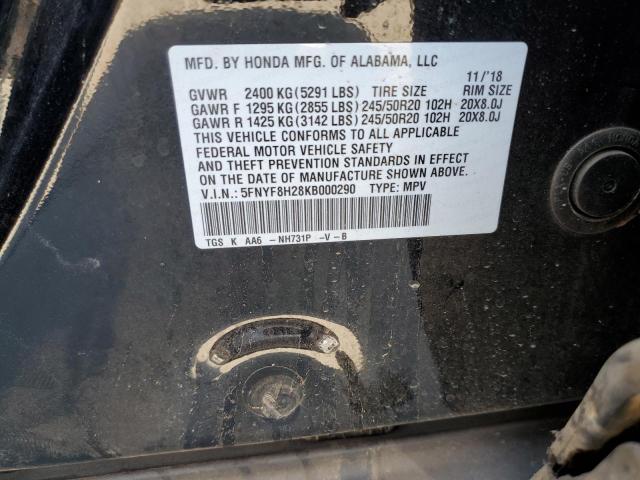 MFD. BY HONDA MFG. OF ALABAMA, LLC
11/'18
GVWR 2400 KG(5291 LBS) TIRE SIZE RIM SIZE
GAWR F 1295 KG(2855 LBS)245/50R20 102H 20X8.0J
GAWR R 1425 KG(3142 LBS)245/50R20 102H 20X8.0J
THIS VEHICLE CONFORMS TO ALL APPLICABLE
FEDERAL MOTOR VEHICLE SAFETY
AND THEFT PREVENTION STANDARDS IN EFFECT
ON THE DATE OF MANUFACTURE SHOWN ABOVE.
V.I.N.: 5FNYF8H28KB000290 TYPE: MPV
TGS K AA6 -NH731P -V-B